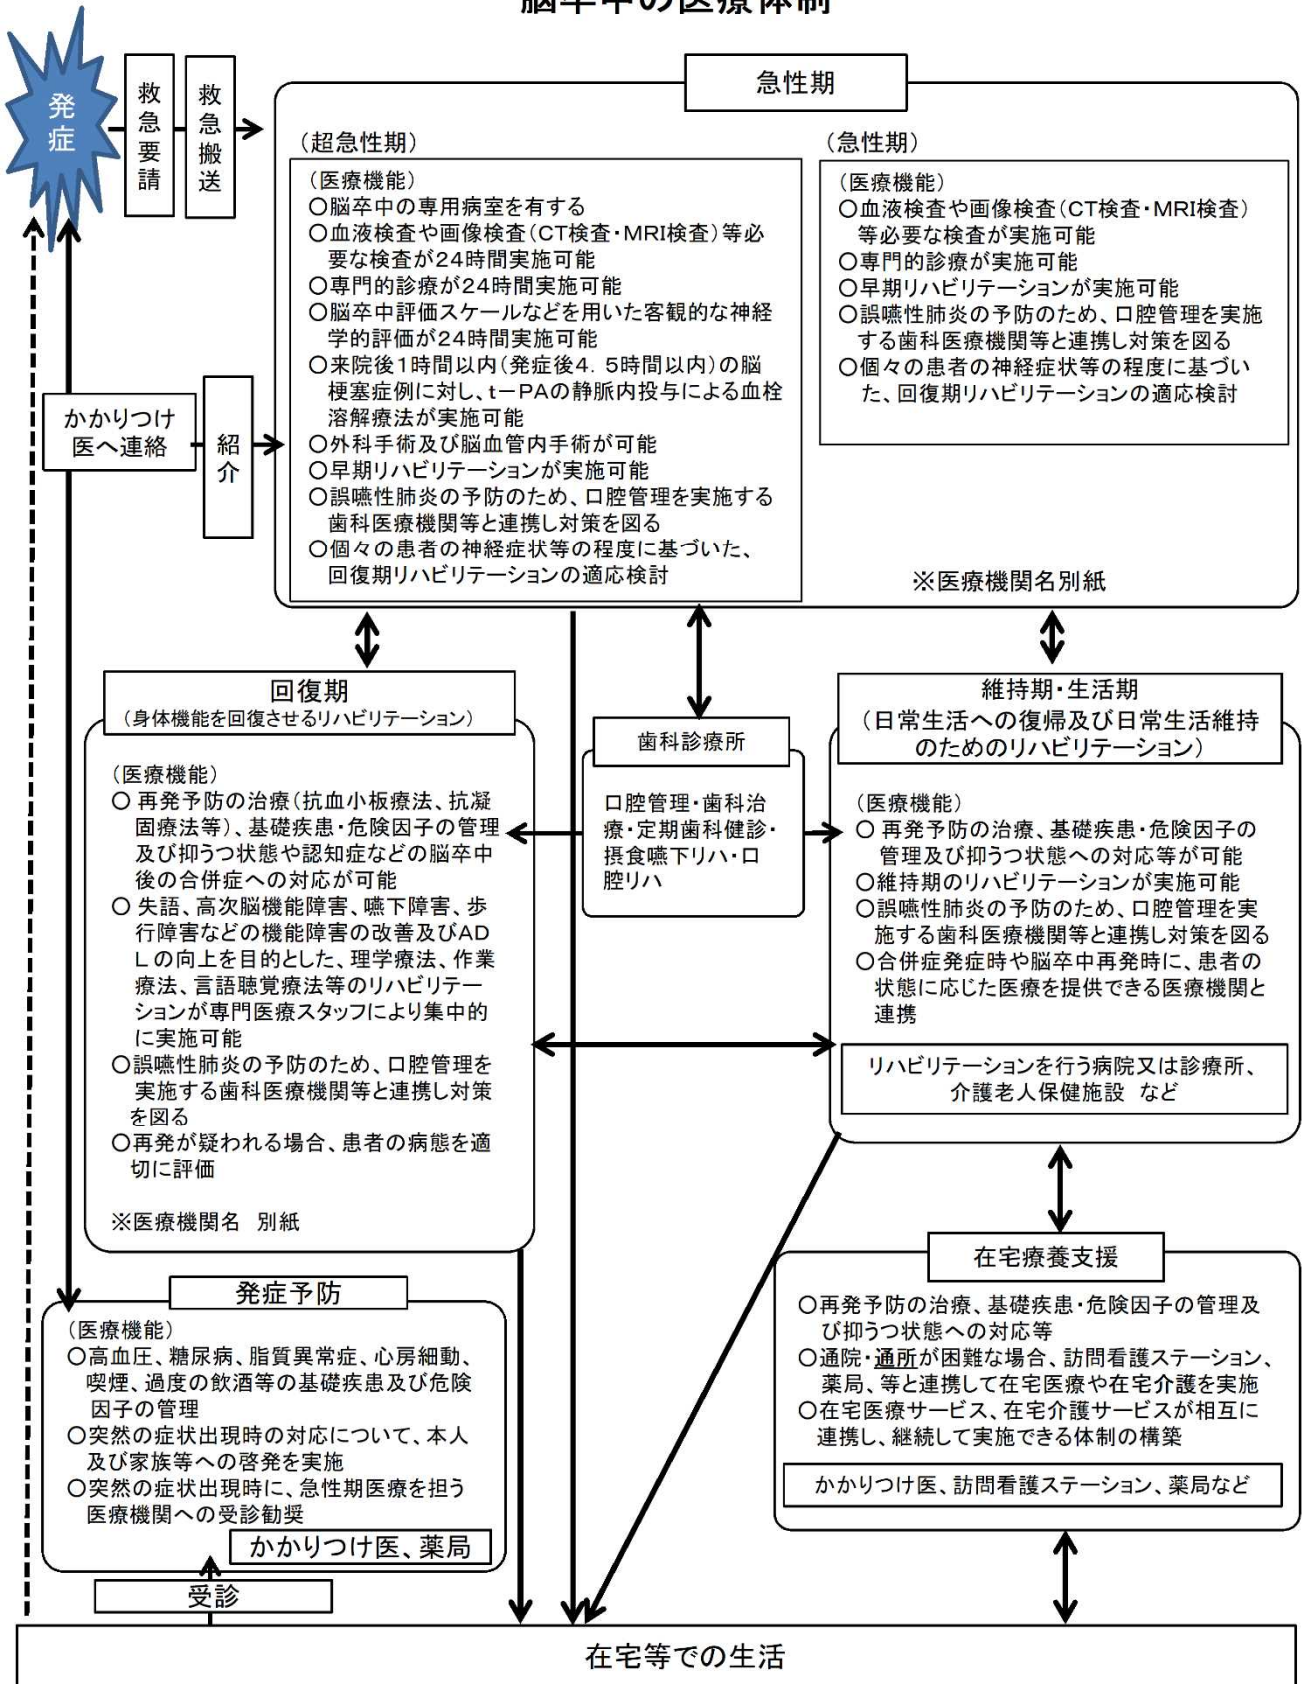 脳卒中の医療体制
発症
救急要請
救急搬送
急性期
（超急性期）
（医療機能）
○脳卒中の専用病室を有する
○血液検査や画像検査（CT検査・MRI検査）等必
要な検査が２４時間実施可能
○専門的診療が２４時間実施可能
○脳卒中評価スケールなどを用いた客観的な神経
学的評価が２４時間実施可能
○来院後１時間以内（発症後４．５時間以内）の脳
梗塞症例に対し、ｔ－ＰＡの静脈内投与による血栓
溶解療法が実施可能
○外科手術及び脳血管内手術が可能
○早期リハビリテーションが実施可能
○誤嚥性肺炎の予防のため、口腔管理を実施する
歯科医療機関等と連携し対策を図る
○個々の患者の神経症状等の程度に基づいた、
回復期リハビリテーションの適応検討
（急性期）
（医療機能）
○血液検査や画像検査（CT検査・MRI検査）
等必要な検査が実施可能
○専門的診療が実施可能
○早期リハビリテーションが実施可能
○誤嚥性肺炎の予防のため、口腔管理を実施
する歯科医療機関等と連携し対策を図る
○個々の患者の神経症状等の程度に基づい
た、回復期リハビリテーションの適応検討
※医療機関名別紙
かかりつけ
医へ連絡
紹介
回復期
（身体機能を回復させるリハビリテーション）
（医療機能）
○ 再発予防の治療（抗血小板療法、抗凝
固療法等）、基礎疾患・危険因子の管理
及び抑うつ状態や認知症などの脳卒中
後の合併症への対応が可能
○ 失語、高次脳機能障害、嚥下障害、歩
行障害などの機能障害の改善及びＡＤ
Ｌの向上を目的とした、理学療法、作業
療法、言語聴覚療法等のリハビリテー
ションが専門医療スタッフにより集中的
に実施可能
○誤嚥性肺炎の予防のため、口腔管理を
実施する歯科医療機関等と連携し対策
を図る
○再発が疑われる場合、患者の病態を適
切に評価
※医療機関名　別紙
歯科診療所
口腔管理・歯科治
療・定期歯科健診・
摂食嚥下リハ・口
腔リハ
維持期・生活期
（日常生活への復帰及び日常生活維持
のためのリハビリテーション）
（医療機能）
○ 再発予防の治療、基礎疾患・危険因子の
管理及び抑うつ状態への対応等が可能
○維持期のリハビリテーションが実施可能
○誤嚥性肺炎の予防のため、口腔管理を実
施する歯科医療機関等と連携し対策を図る
○合併症発症時や脳卒中再発時に、患者の
状態に応じた医療を提供できる医療機関と
連携
リハビリテーションを行う病院又は診療所、
介護老人保健施設 など
発症予防
（医療機能）
○高血圧、糖尿病、脂質異常症、心房細動、
喫煙、過度の飲酒等の基礎疾患及び危険
因子の管理
○突然の症状出現時の対応について、本人
及び家族等への啓発を実施
○突然の症状出現時に、急性期医療を担う
医療機関への受診勧奨
かかりつけ医、薬局
受診
在宅療養支援
○再発予防の治療、基礎疾患・危険因子の管理及
び抑うつ状態への対応等
○通院・通所が困難な場合、訪問看護ステーション、
薬局、等と連携して在宅医療や在宅介護を実施
○在宅医療サービス、在宅介護サービスが相互に
連携し、継続して実施できる体制の構築
かかりつけ医、訪問看護ステーション、薬局など
在宅等での生活